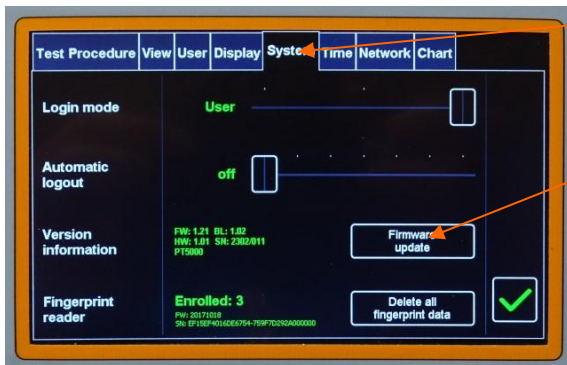 Test Procedure View User Display System Time Network Chart
Login mode User
Automatic
logout
off
Version
information
FW: 1.21 BL: 1.02
HW: 1.01 SN: 2302/011
PT5000
Firmware
update
Fingerprint
reader
Enrolled: 3
FW: 20171018
SN: EF15EF4016DE6754-759F7D292A000000
Delete all
fingerprint data